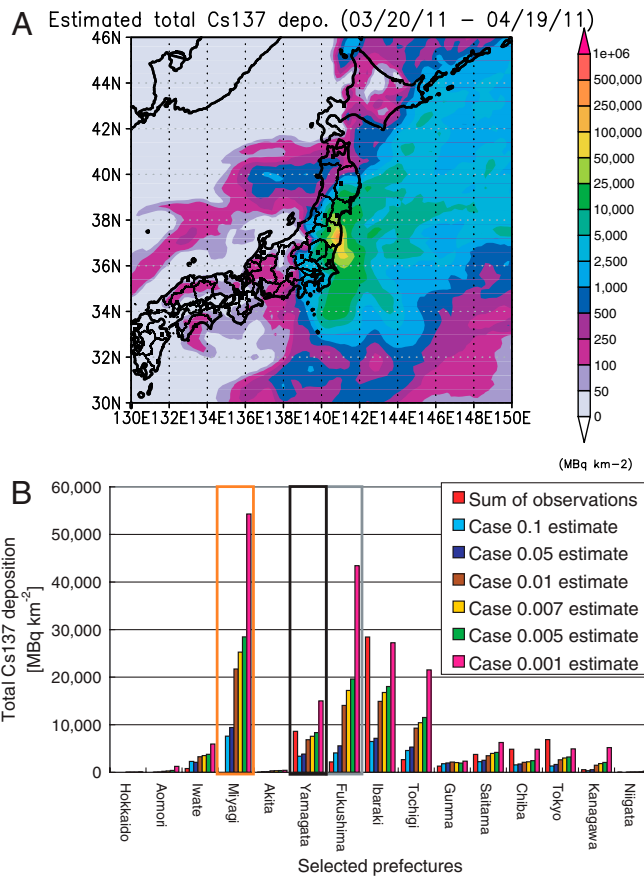 A Estimated total Cs137 depo. (03/20/11 – 04/19/11)
46N
44N
42N
40N
38N
36N
34N
32N
30N
130E 132E 134E 136E 138E 140E 142E 144E 146E 148E 150E
1e+06
500,000
250,000
100,000
50,000
25,000
10,000
5,000
2,500
1,000
500
250
100
50
0
(MBq km-2)
B
Total Cs137 deposition
[MBq km-2]
60,000
50,000
40,000
30,000
20,000
10,000
0
Sum of observations
Case 0.1 estimate
Case 0.05 estimate
Case 0.01 estimate
Case 0.007 estimate
Case 0.005 estimate
Case 0.001 estimate
Hokkaido
Aomori
Iwate
Miyagi
Akita
Yamagata
Fukushima
Ibaraki
Tochigi
Gunma
Saitama
Chiba
Tokyo
Kanagawa
Niigata
Selected prefectures